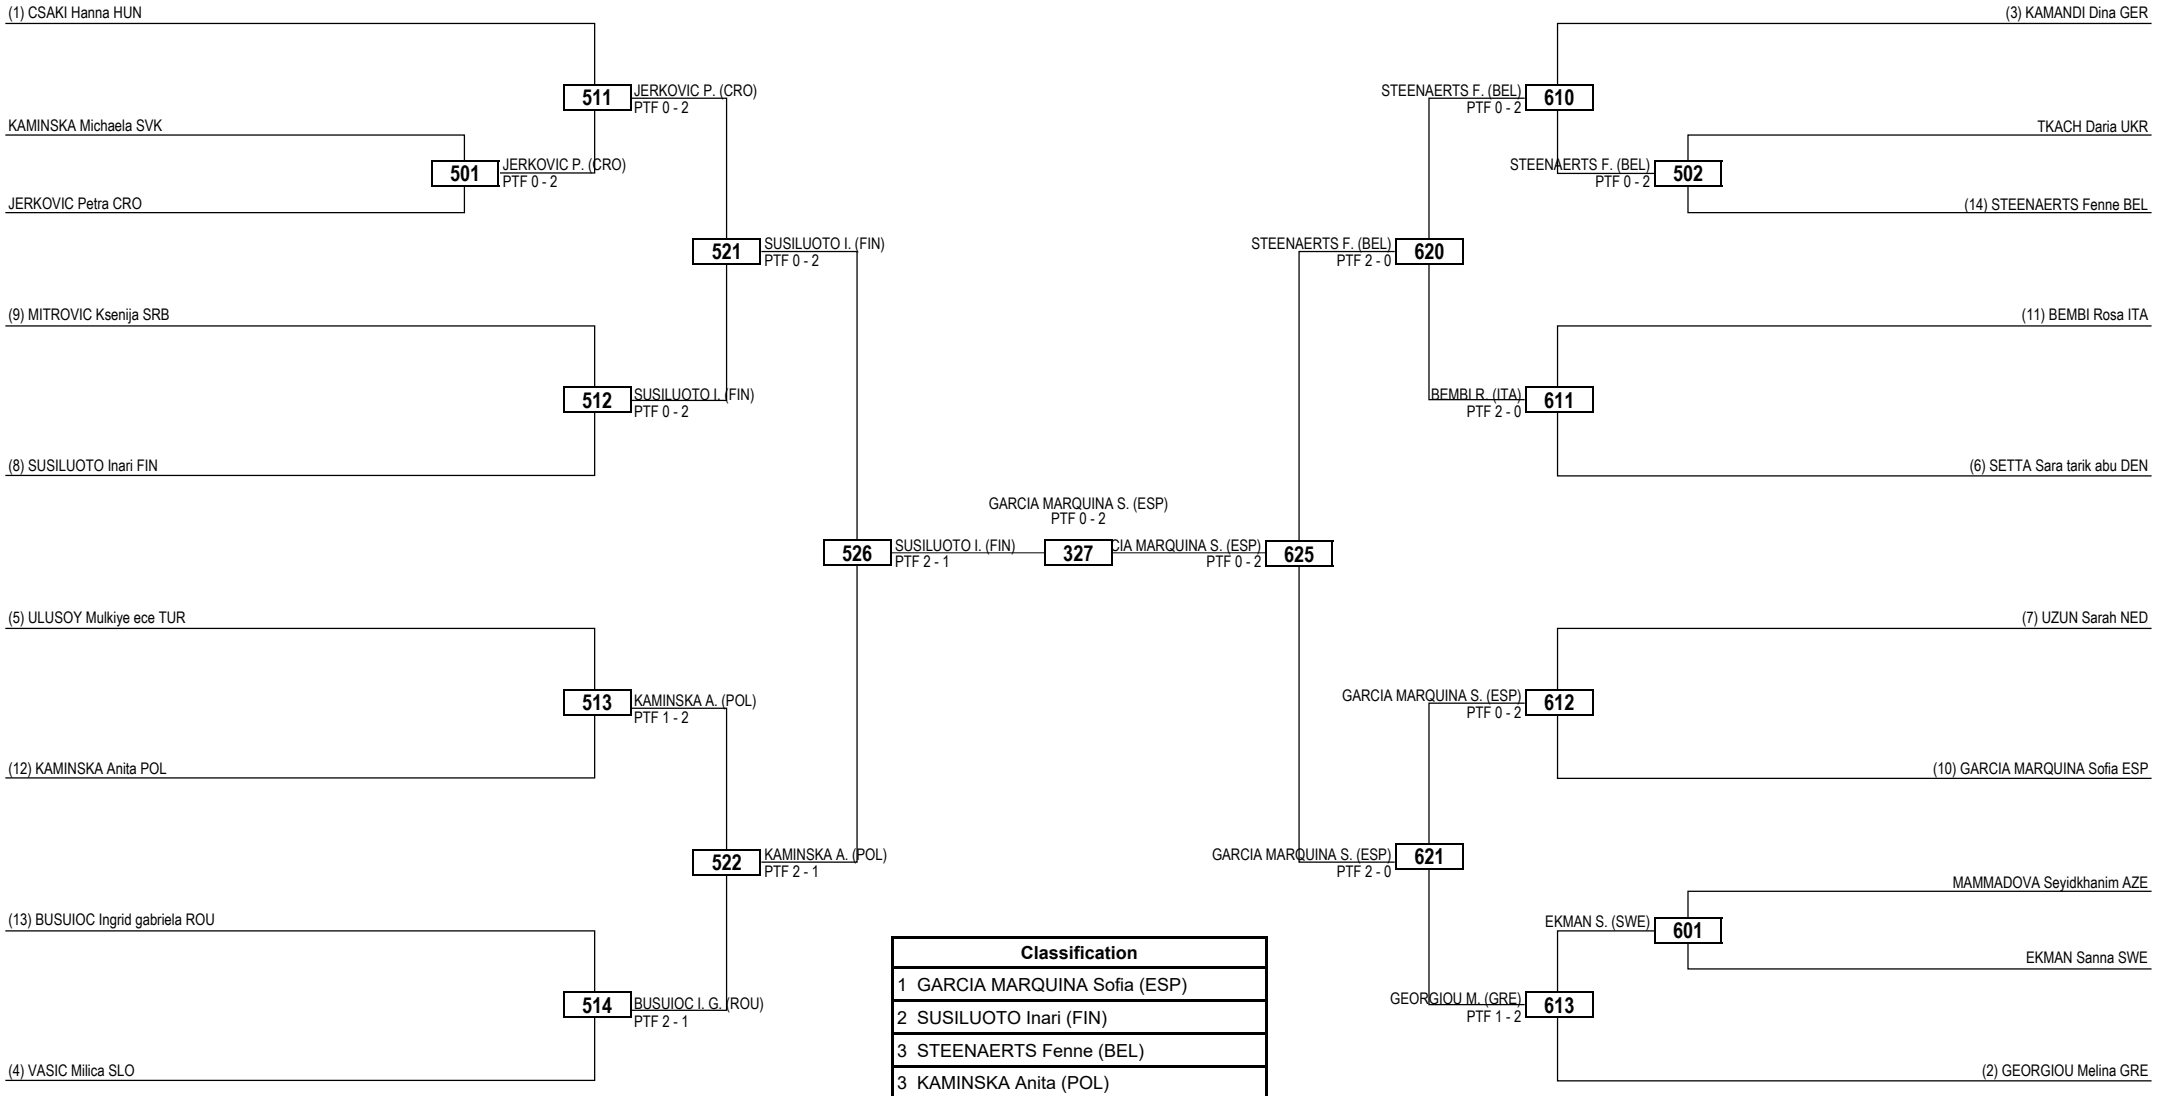 (1) CSAKI Hanna HUN
(3) KAMANDI Dina GER
511
JERKOVIC P. (CRO)
PTF 0 - 2
STEENAERTS F. (BEL)
PTF 0 - 2
610
KAMINSKA Michaela SVK
TKACH Daria UKR
501
JERKOVIC P. (CRO)
PTF 0 - 2
STEENAERTS F. (BEL)
PTF 0 - 2
502
JERKOVIC Petra CRO
(14) STEENAERTS Fenne BEL
521
SUSILUOTO I. (FIN)
PTF 0 - 2
STEENAERTS F. (BEL)
PTF 2 - 0
620
(9) MITROVIC Ksenija SRB
(11) BEMBI Rosa ITA
512
SUSILUOTO I. (FIN)
PTF 0 - 2
BEMBI R. (ITA)
PTF 2 - 0
611
(8) SUSILUOTO Inari FIN
(6) SETTA Sara tarik abu DEN
GARCIA MARQUINA S. (ESP)
PTF 0 - 2
526
SUSILUOTO I. (FIN)
PTF 2 - 1
327
CIA MARQUINA S. (ESP)
PTF 0 - 2
625
(5) ULUSOY Mulkiye ece TUR
(7) UZUN Sarah NED
513
KAMINSKA A. (POL)
PTF 1 - 2
GARCIA MARQUINA S. (ESP)
PTF 0 - 2
612
(12) KAMINSKA Anita POL
(10) GARCIA MARQUINA Sofia ESP
522
KAMINSKA A. (POL)
PTF 2 - 1
GARCIA MARQUINA S. (ESP)
PTF 2 - 0
621
MAMMADOVA Seyidkhanim AZE
(13) BUSUIOC Ingrid gabriela ROU
EKMAN S. (SWE)
601
EKMAN Sanna SWE
514
BUSUIOC I. G. (ROU)
PTF 2 - 1
GEORGIOU M. (GRE)
PTF 1 - 2
613
(4) VASIC Milica SLO
(2) GEORGIOU Melina GRE
Classification
1 GARCIA MARQUINA Sofia (ESP)
2 SUSILUOTO Inari (FIN)
3 STEENAERTS Fenne (BEL)
3 KAMINSKA Anita (POL)